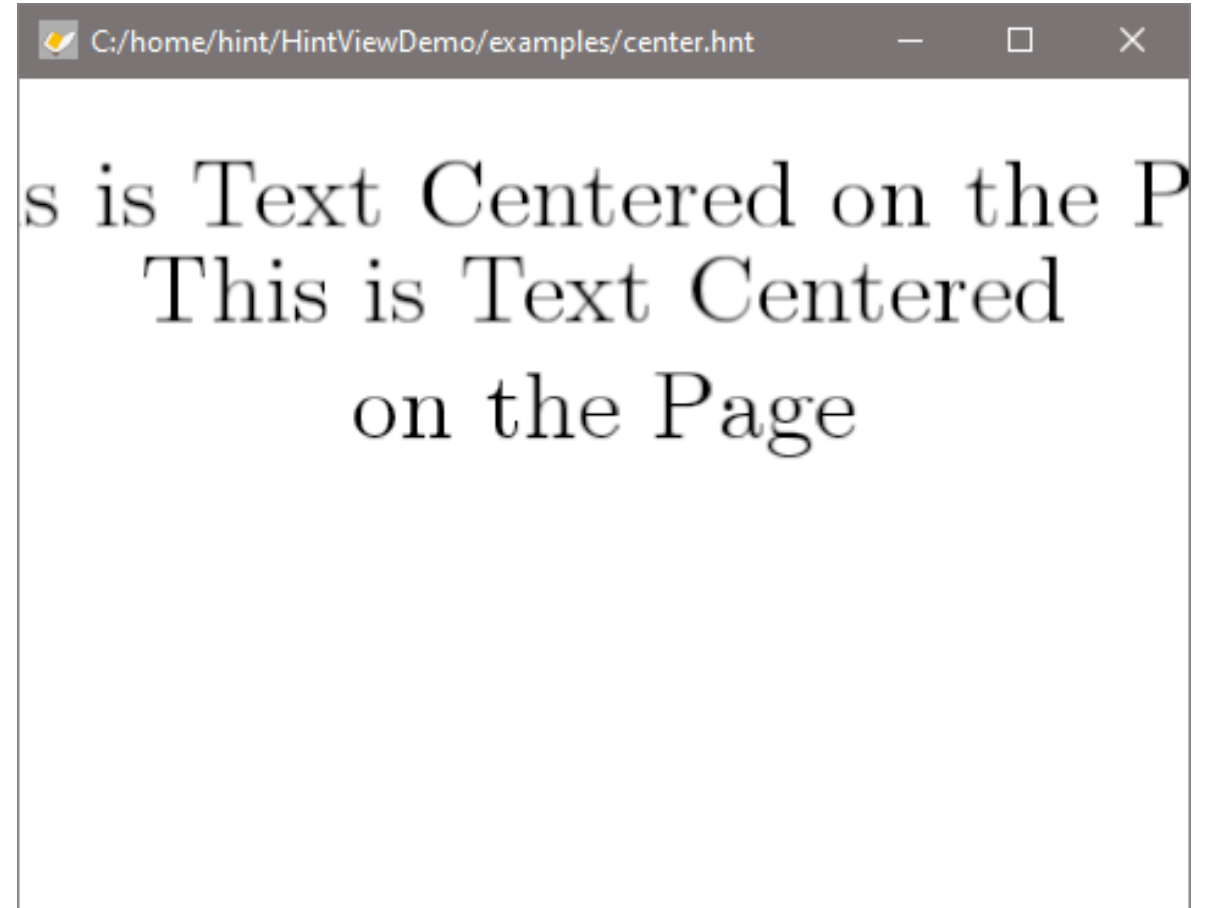 C:/home/hint/HintViewDemo/examples/center.hnt
s is Text Centered on the P
This is Text Centered
on the Page